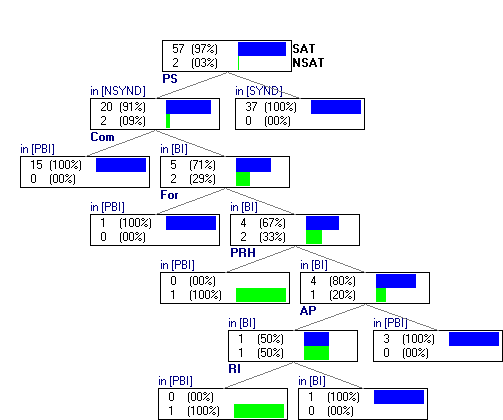 57 (97%) SAT
2 (03%) NSAT
PS
in [NSYND] in [SYND]
20 (91%) 37 (100%)
2 (09%) 0 (00%)
Com
in [PBI] in [BI]
15 (100%) 5 (71%)
0 (00%) 2 (29%)
For
in [PBI] in [BI]
1 (100%) 4 (67%)
0 (00%) 2 (33%)
PRH
in [PBI] in [BI]
0 (00%) 4 (80%)
1 (100%) 1 (20%)
AP
in [BI] in [PBI]
1 (50%) 3 (100%)
1 (50%) 0 (00%)
RI
in [PBI] in [BI]
0 (00%) 1 (100%)
1 (100%) 0 (00%)